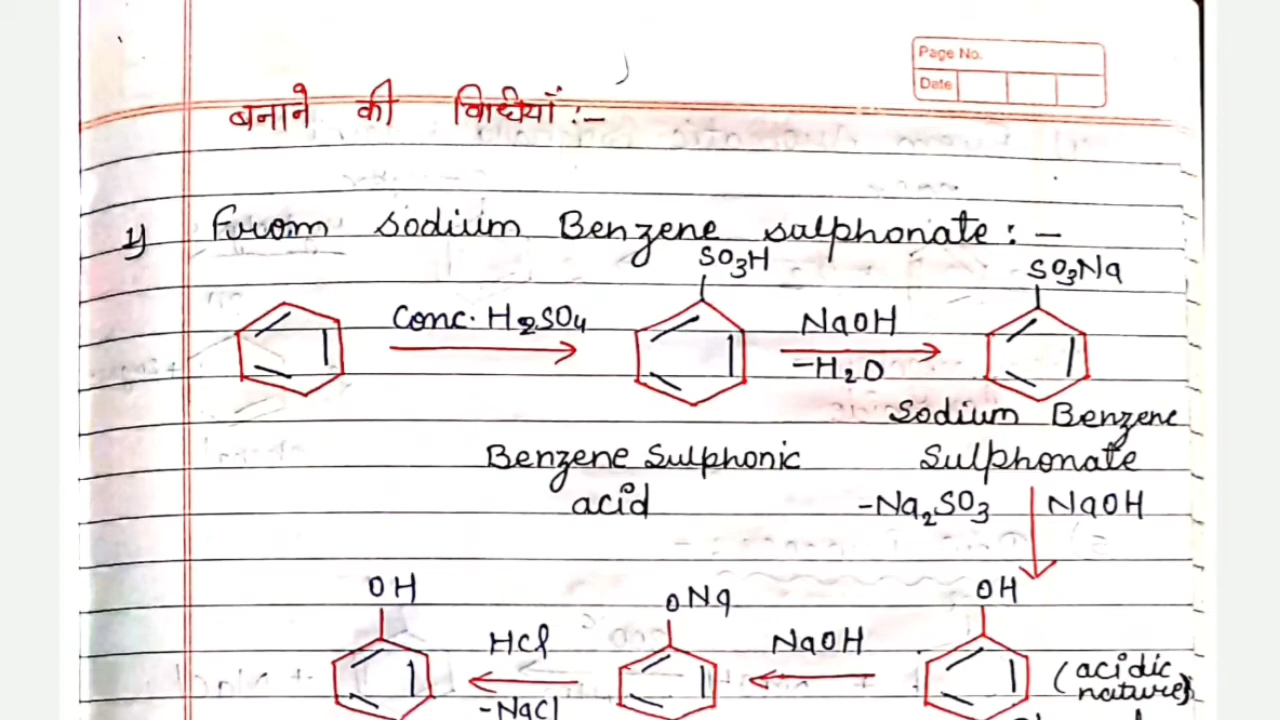 Page No.
Date
बनाने की विधियाँ :-
1) From sodium Benzene sulphonate : -
SO3H
SO3Na
Conc. H2SO4
NaOH
-H2O
Sodium Benzene
Benzene Sulphonic
Sulphonate
acid
-Na2SO3
NaOH
OH
ONa
OH
HCl
NaOH
(acidic
nature)
-NaCl